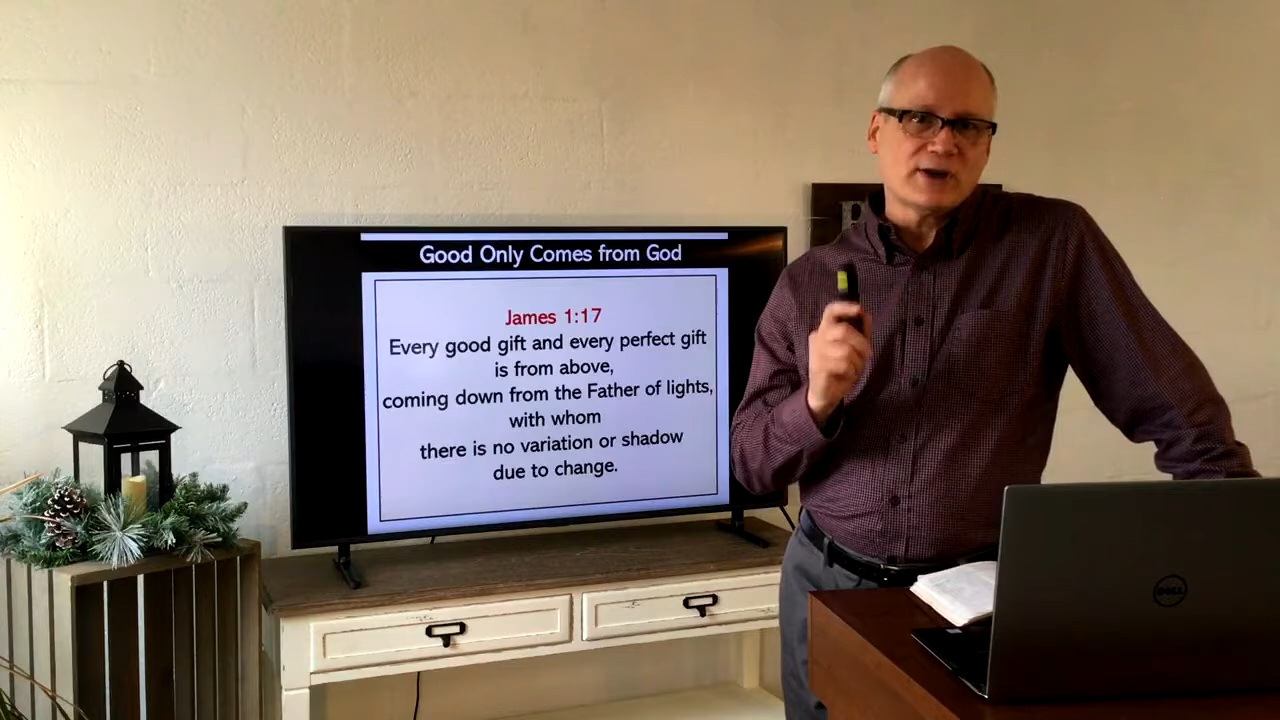 Good Only Comes from God
James 1:17
Every good gift and every perfect gift
is from above,
coming down from the Father of lights,
with whom
there is no variation or shadow
due to change.
DELL